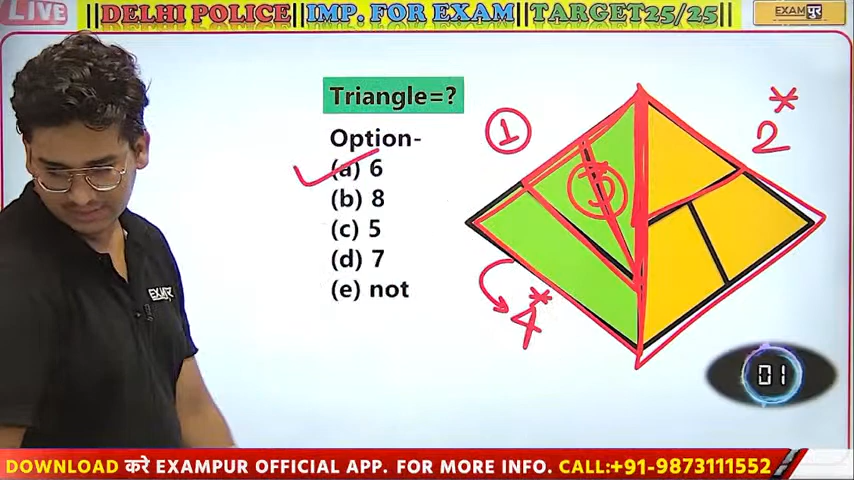 LIVE
||DELHI POLICE||IMP. FOR EXAM||TARGET25/25||
EXAMपुर
Triangle=?
Option-
(a) 6
(b) 8
(c) 5
(d) 7
(e) not
1
2*
3
4*
EXAMपुर
01
DOWNLOAD करे EXAMPUR OFFICIAL APP. FOR MORE INFO. CALL:+91-9873111552